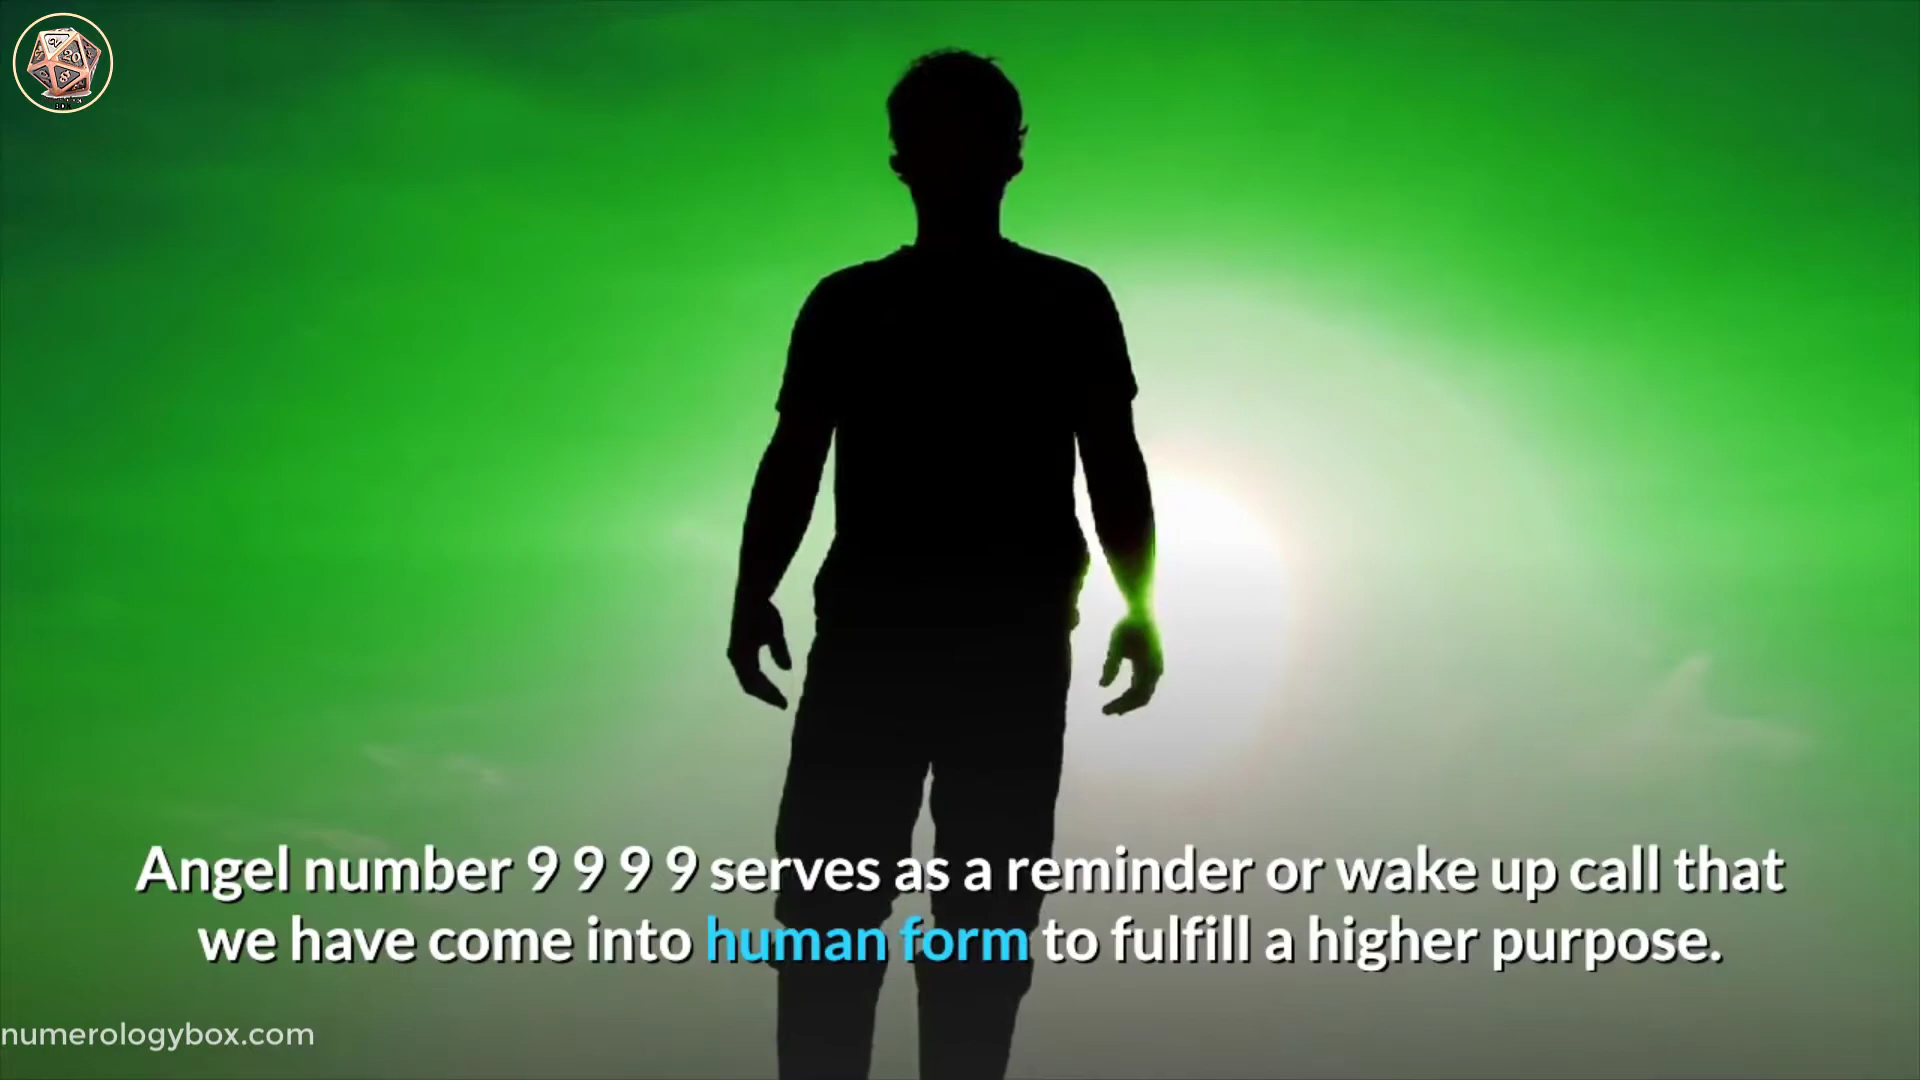 20
Angel number 9 9 9 9 serves as a reminder or wake up call that
we have come into human form to fulfill a higher purpose.
numerologybox.com